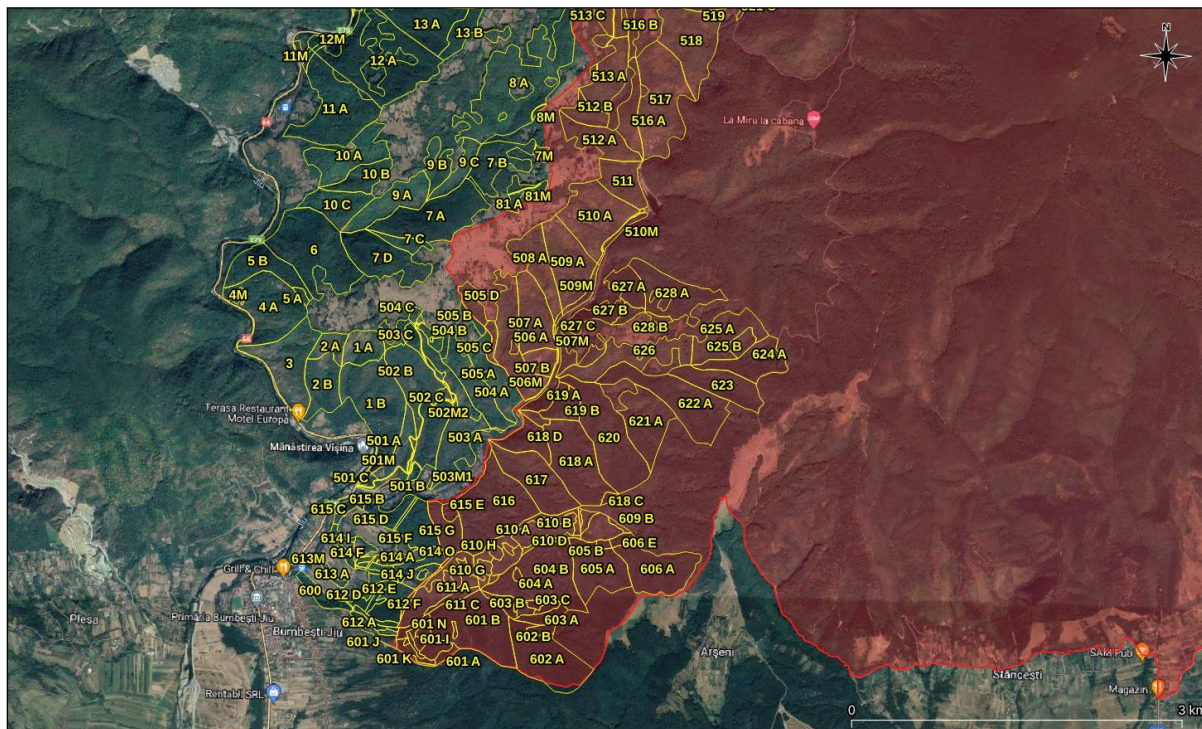 513 C
516 B
519
13 A
13 B
12M
E79
518
N
11M
12 A
513 A
8 A
517
11 A
512 B
8M
516 A
La Miru la cabana
66
512 A
10 A
9 B
9 C
7 B
7M
10 B
511
9 A
81M
10 C
81 A
7 A
510 A
510M
E79
7 C
6
5 B
7 D
508 A
509 A
4M
5 A
4 A
505 D
509M
627 A
628 A
504 C
505 B
627 B
66
503 C
504 B
507 A
627 C
628 B
625 A
2 A
1 A
505 C
506 A
507M
626
625 B
624 A
3
502 B
505 A
507 B
2 B
506M
623
504 A
502 C
619 A
1 B
Terasa Restaurant
Motel Europa
502M2
619 B
622 A
621 A
501 A
503 A
618 D
620
Mănăstirea Vișina
501M
618 A
501 C
501 B
503M1
617
615 B
615 E
616
618 C
615 C
615 D
610 B
609 B
615 G
610 A
614 I
615 F
610 D
606 E
614 F
614 A
614 O
610 H
605 B
613M
Grill & Chill
613 A
614 J
610 G
604 B
605 A
606 A
600
612 E
611 A
604 A
612 D
612 F
611 C
603 B
603 C
Plesa
Primaria Bumbești-Jiu
612 A
601 N
601 B
603 A
Bumbești-Jiu
601 J
601-I
602 B
601 K
601 A
602 A
Arșeni
SAM Pub
Stăncești
Rentabil SRL
Magazin
0
3 km